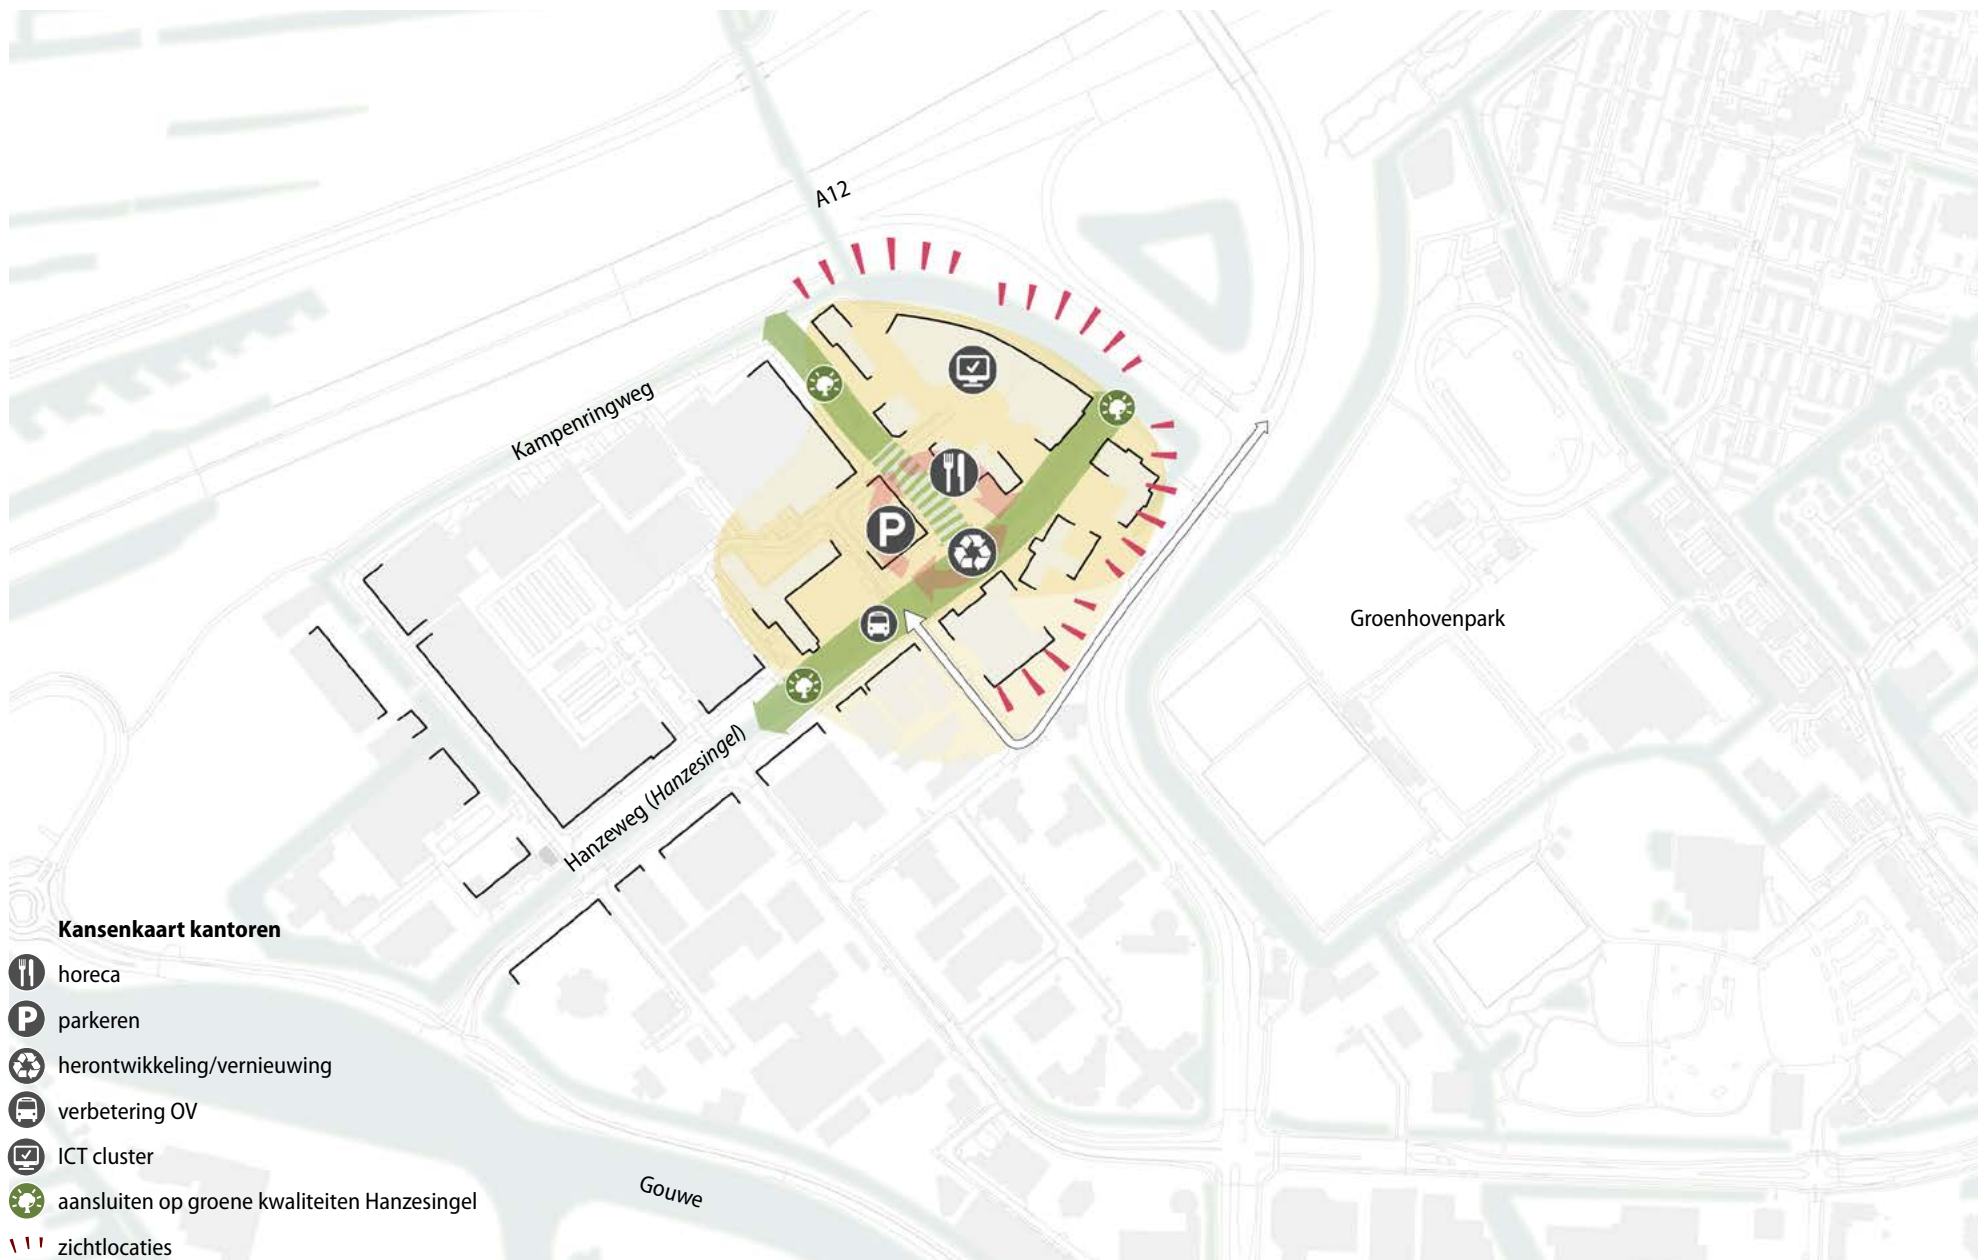 A12
Kampenringweg
Groenhovenpark
Hanzeweg (Hanzesingel)
Gouwe
P
Kansenkaart kantoren
horeca
P parkeren
herontwikkeling/vernieuwing
verbetering OV
ICT cluster
aansluiten op groene kwaliteiten Hanzesingel
zichtlocaties